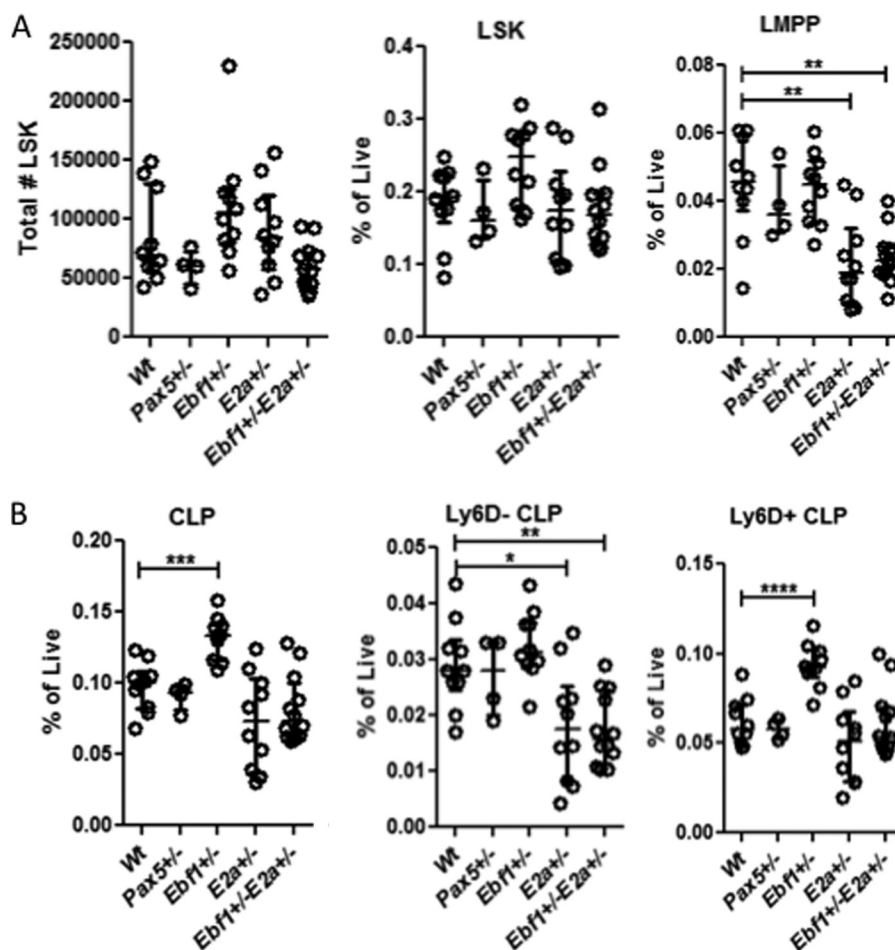 A
Total # LSK
250000
200000
150000
100000
50000
0
Wt
Pax5+/-
Ebf1+/-
E2a+/-
Ebf1+/-E2a+/-
LSK
% of Live
0.4
0.3
0.2
0.1
0.0
Wt
Pax5+/-
Ebf1+/-
E2a+/-
Ebf1+/-E2a+/-
LMPP
% of Live
0.08
0.06
0.04
0.02
0.00
**
**
Wt
Pax5+/-
Ebf1+/-
E2a+/-
Ebf1+/-E2a+/-
B
CLP
% of Live
0.20
0.15
0.10
0.05
0.00
***
Wt
Pax5+/-
Ebf1+/-
E2a+/-
Ebf1+/-E2a+/-
Ly6D- CLP
% of Live
0.05
0.04
0.03
0.02
0.01
0.00
**
*
Wt
Pax5+/-
Ebf1+/-
E2a+/-
Ebf1+/-E2a+/-
Ly6D+ CLP
% of Live
0.15
0.10
0.05
0.00
****
Wt
Pax5+/-
Ebf1+/-
E2a+/-
Ebf1+/-E2a+/-